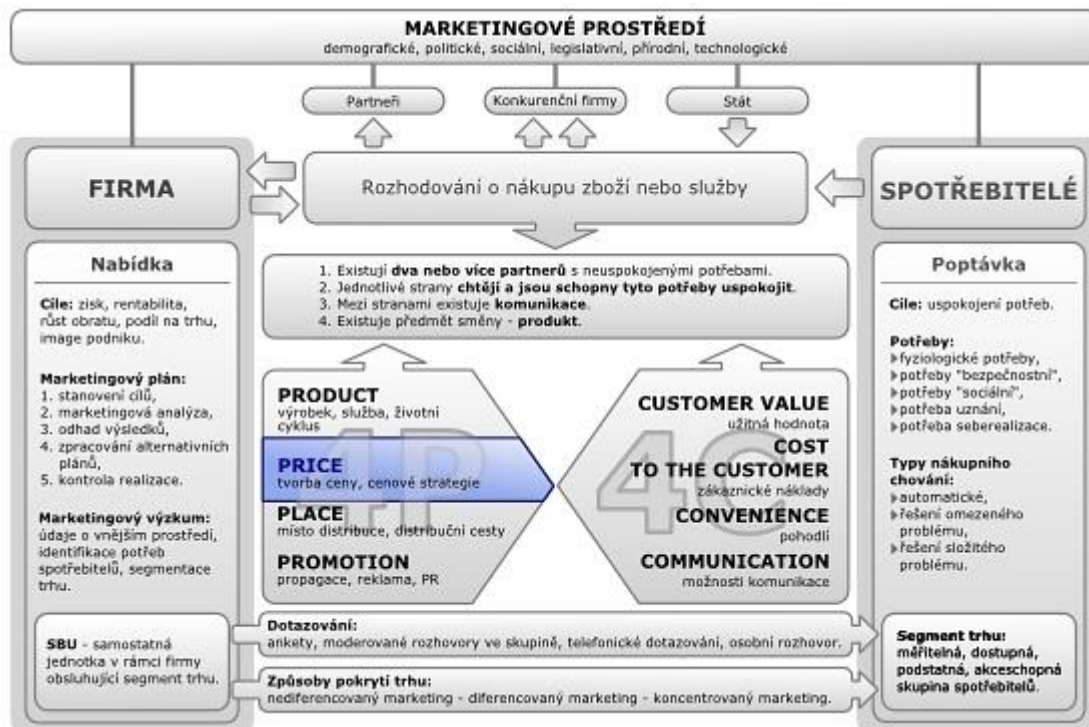 MARKETINGOVÉ PROSTŘEDÍ
demografické, politické, sociální, legislativní, přírodní, technologické
Partneři
Konkurenční firmy
Stát
FIRMA
Rozhodování o nákupu zboží nebo služby
SPOTŘEBITELÉ
Nabídka
Cíle: zisk, rentabilita,
růst obratu, podíl na trhu,
image podniku.
Marketingový plán:
1. stanovení cílů,
2. marketingová analýza,
3. odhad výsledků,
4. zpracování alternativních
plánů,
5. kontrola realizace.
Marketingový výzkum:
údaje o vnějším prostředí,
identifikace potřeb
spotřebitelů, segmentace
trhu.
SBU - samostatná
jednotka v rámci firmy
obsluhující segment trhu.
1. Existují dva nebo více partnerů s neuspokojenými potřebami.
2. Jednotlivé strany chtějí a jsou schopny tyto potřeby uspokojit.
3. Mezi stranami existuje komunikace.
4. Existuje předmět směny - produkt.
4P
PRODUCT
výrobek, služba, životní
cyklus
PRICE
tvorba ceny, cenové strategie
PLACE
místo distribuce, distribuční cesty
PROMOTION
propagace, reklama, PR
4C
CUSTOMER VALUE
užitná hodnota
COST
TO THE CUSTOMER
zákaznické náklady
CONVENIENCE
pohodlí
COMMUNICATION
možnosti komunikace
Dotazování:
ankety, moderované rozhovory ve skupině, telefonické dotazování, osobní rozhovor.
Způsoby pokrytí trhu:
nediferencovaný marketing - diferencovaný marketing - koncentrovaný marketing.
Poptávka
Cíle: uspokojení potřeb.
Potřeby:
fyziologické potřeby,
potřeby "bezpečnostní",
potřeby "sociální",
potřeba uznání,
potřeba seberealizace.
Typy nákupního
chování:
automatické,
řešení omezeného
problému,
řešení složitého
problému.
Segment trhu:
měřitelná, dostupná,
podstatná, akceschopná
skupina spotřebitelů.